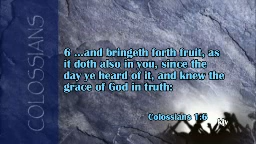 COLOSSIANS
6 ...and bringeth forth fruit, as
it doth also in you, since the
day ye heard of it, and knew the
grace of God in truth:
Colossians 1:6